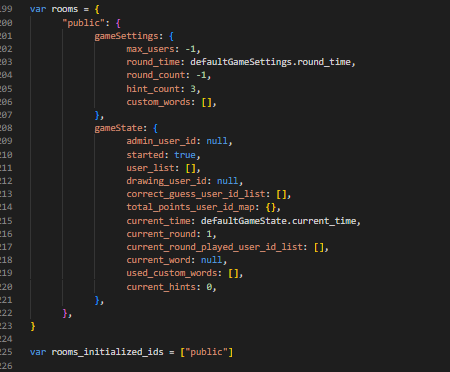 199 var rooms = {
200 "public": {
201 gameSettings: {
202 max_users: -1,
203 round_time: defaultGameSettings.round_time,
204 round_count: -1,
205 hint_count: 3,
206 custom_words: [],
207 },
208 gameState: {
209 admin_user_id: null,
210 started: true,
211 user_list: [],
212 drawing_user_id: null,
213 correct_guess_user_id_list: [],
214 total_points_user_id_map: {},
215 current_time: defaultGameState.current_time,
216 current_round: 1,
217 current_round_played_user_id_list: [],
218 current_word: null,
219 used_custom_words: [],
220 current_hints: 0,
221 },
222 },
223 }
224
225 var rooms_initialized_ids = ["public"]
226